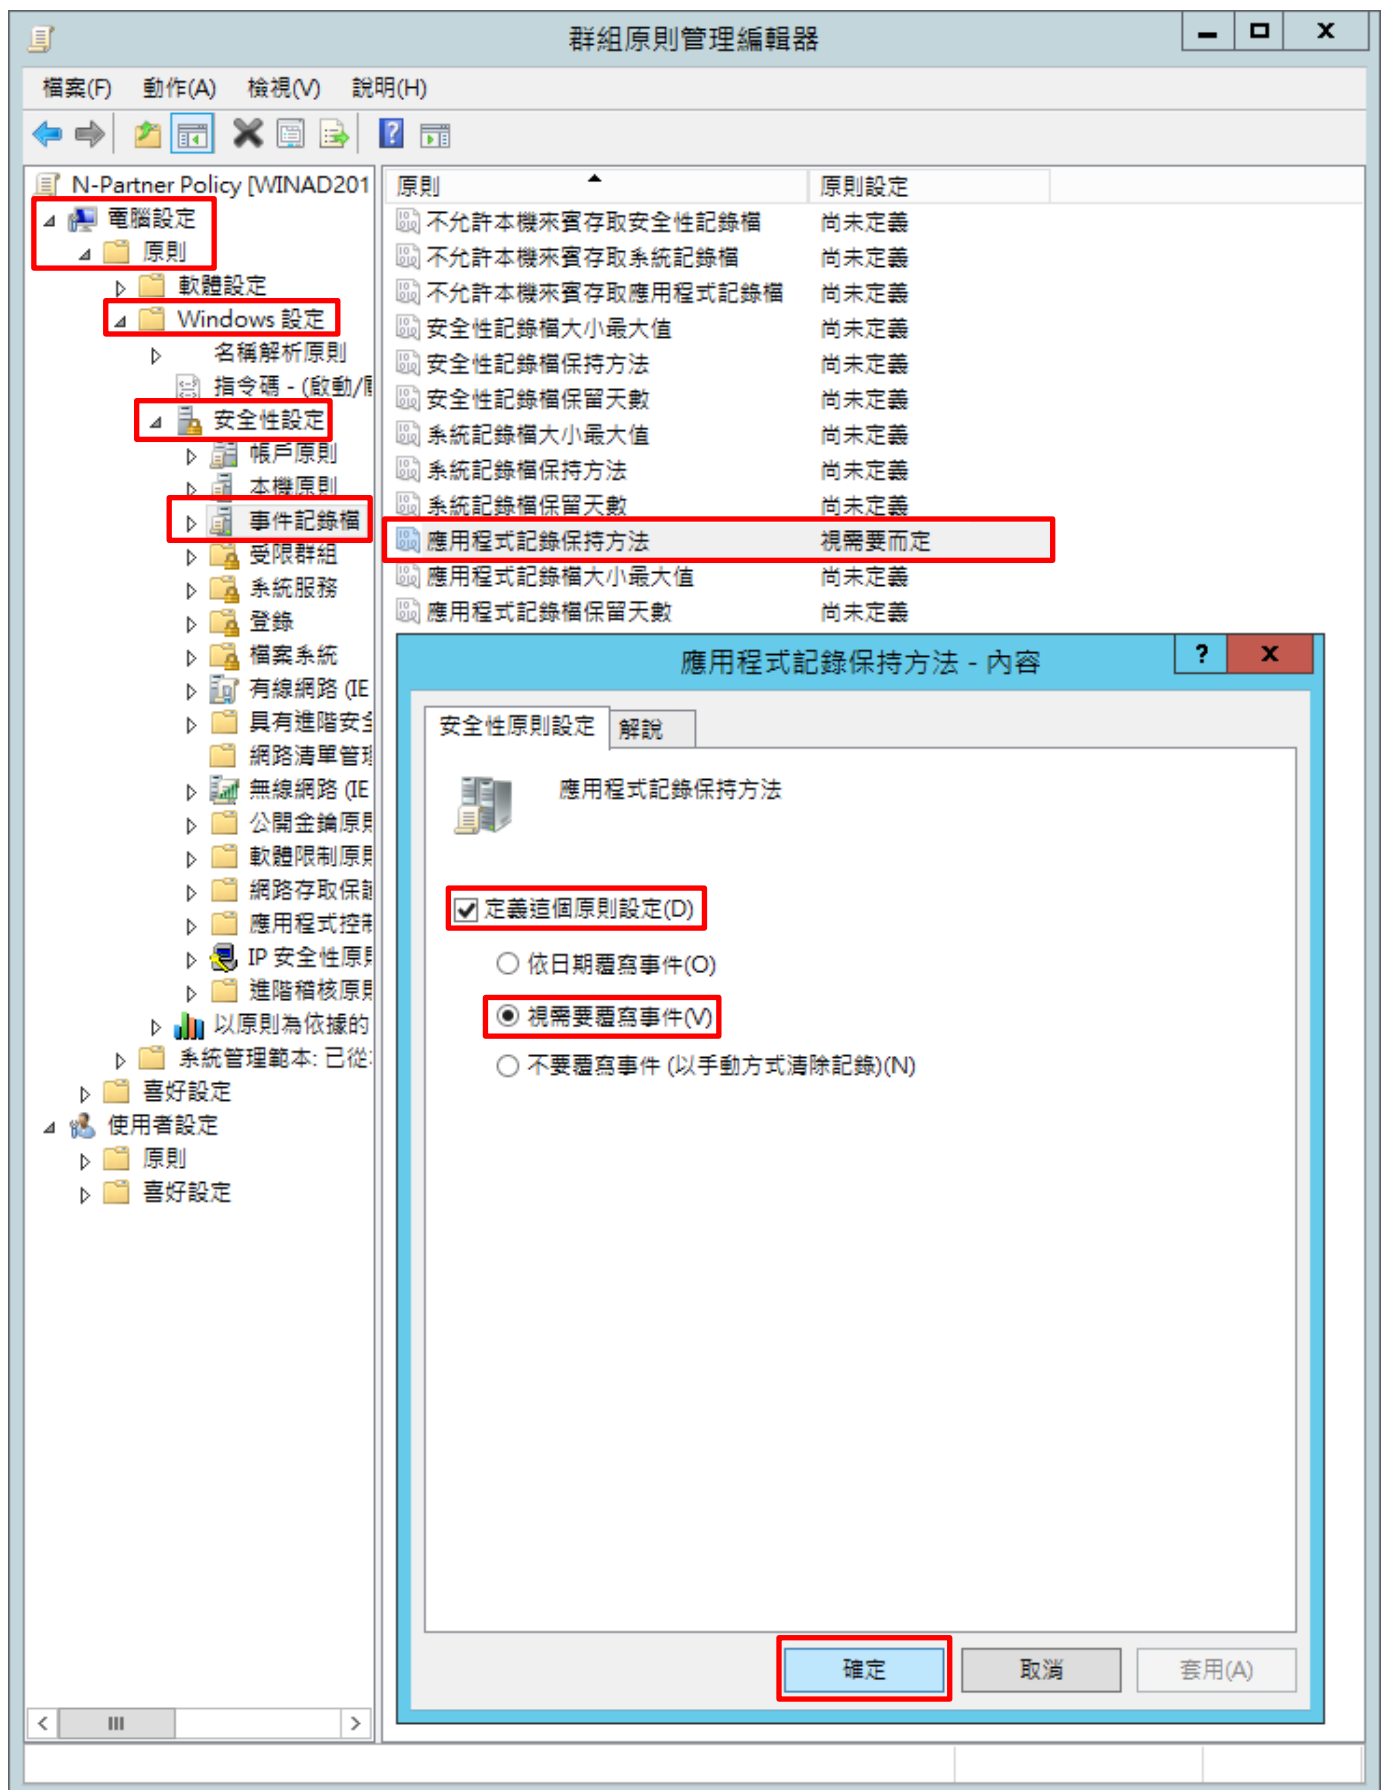 群組原則管理編輯器
檔案(F) 動作(A) 檢視(V) 說明(H)
N-Partner Policy [WINAD201
電腦設定
原則
軟體設定
Windows 設定
名稱解析原則
指令碼 - (啟動/
安全性設定
帳戶原則
本機原則
事件記錄檔
受限群組
系統服務
登錄
檔案系統
有線網路 (IE
具有進階安全
網路清單管理
無線網路 (IE
公開金鑰原則
軟體限制原則
網路存取保護
應用程式控制
IP 安全性原則
進階稽核原則
以原則為依據的
系統管理範本: 已從
喜好設定
使用者設定
原則
喜好設定
原則 原則設定
不允許本機來賓存取安全性記錄檔 尚未定義
不允許本機來賓存取系統記錄檔 尚未定義
不允許本機來賓存取應用程式記錄檔 尚未定義
安全性記錄檔大小最大值 尚未定義
安全性記錄檔保持方法 尚未定義
安全性記錄檔保留天數 尚未定義
系統記錄檔大小最大值 尚未定義
系統記錄檔保持方法 尚未定義
系統記錄檔保留天數 尚未定義
應用程式記錄保持方法 視需要而定
應用程式記錄檔大小最大值 尚未定義
應用程式記錄檔保留天數 尚未定義
應用程式記錄保持方法 - 內容
安全性原則設定 解說
應用程式記錄保持方法
定義這個原則設定(D)
依日期覆寫事件(O)
視需要覆寫事件(V)
不要覆寫事件 (以手動方式清除記錄)(N)
確定 取消 套用(A)